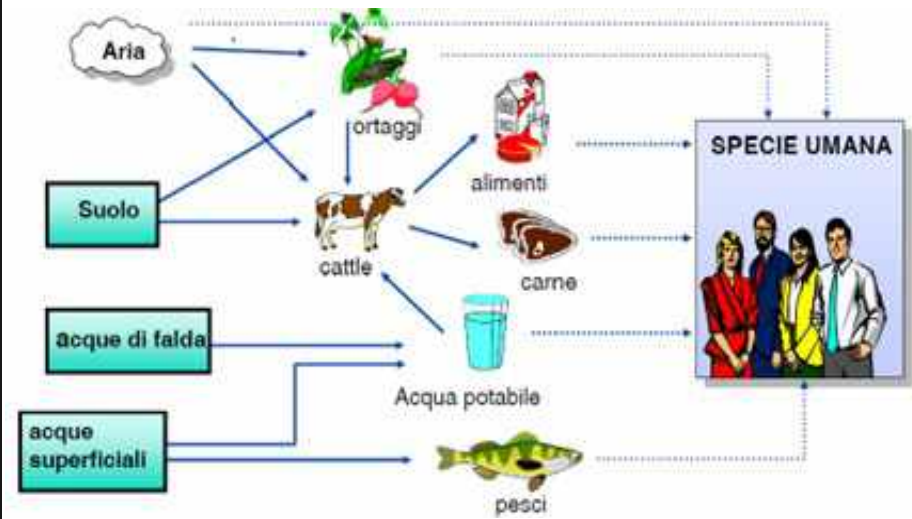 Aria
ortaggi
alimenti
SPECIE UMANA
Suolo
cattle
carne
acque di falda
Acqua potabile
acque
superficiali
pesci